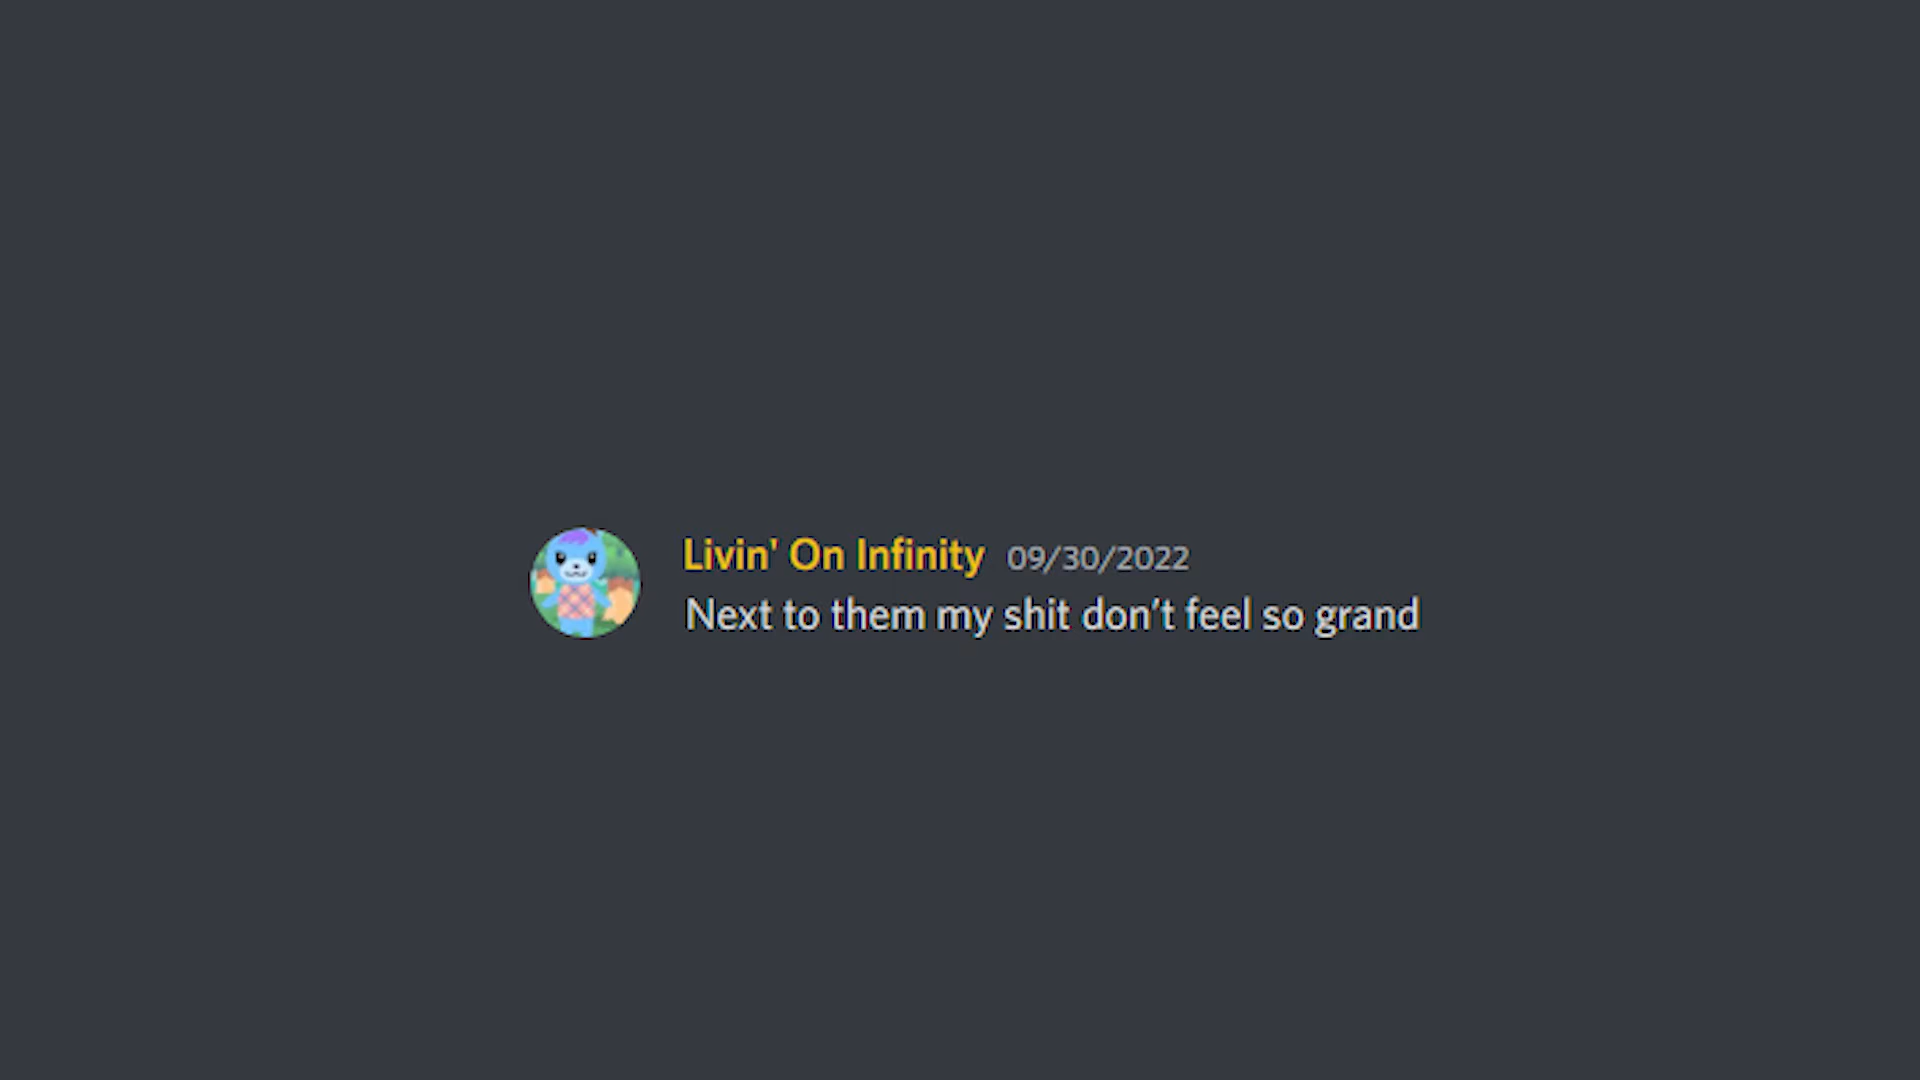 Livin' On Infinity 09/30/2022
Next to them my shit don’t feel so grand